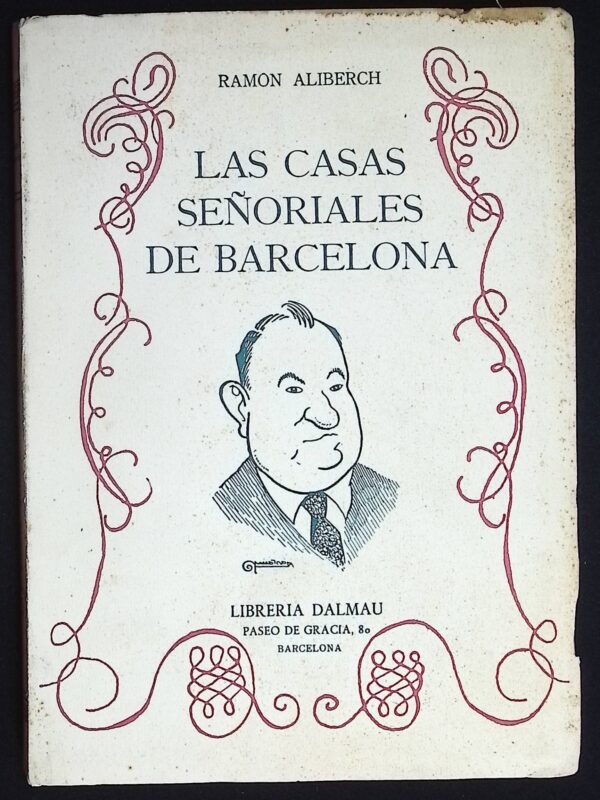 RAMON ALIBERCH
LAS CASAS
SEÑORIALES
DE BARCELONA
LIBRERIA DALMAU
PASEO DE GRACIA, 80
BARCELONA